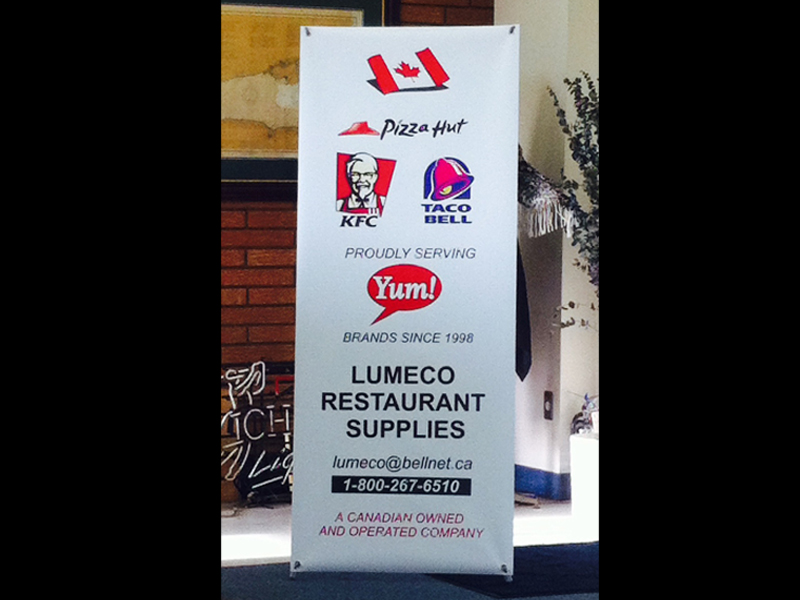 Pizza Hut
KFC
TACO
BELL
PROUDLY SERVING
Yum!
BRANDS SINCE 1998
LUMECO
RESTAURANT
SUPPLIES
lumeco@bellnet.ca
1-800-267-6510
A CANADIAN OWNED
AND OPERATED COMPANY